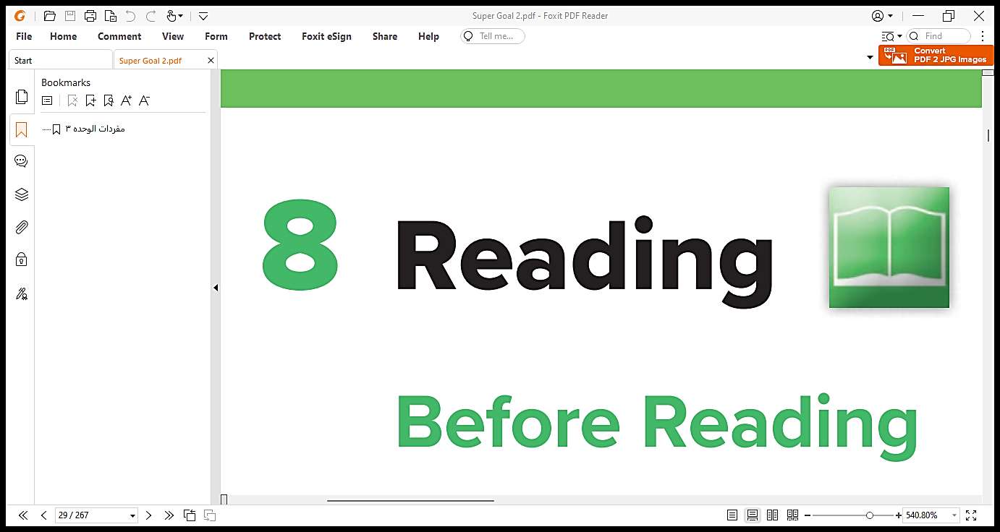 Super Goal 2.pdf - Foxit PDF Reader
File Home Comment View Form Protect Foxit eSign Share Help Tell me... Find
Start Super Goal 2.pdf
PDF Convert
PDF 2 JPG Images
Bookmarks
مفردات الوحده ٣
8 Reading
Before Reading
29 / 267 540.80%